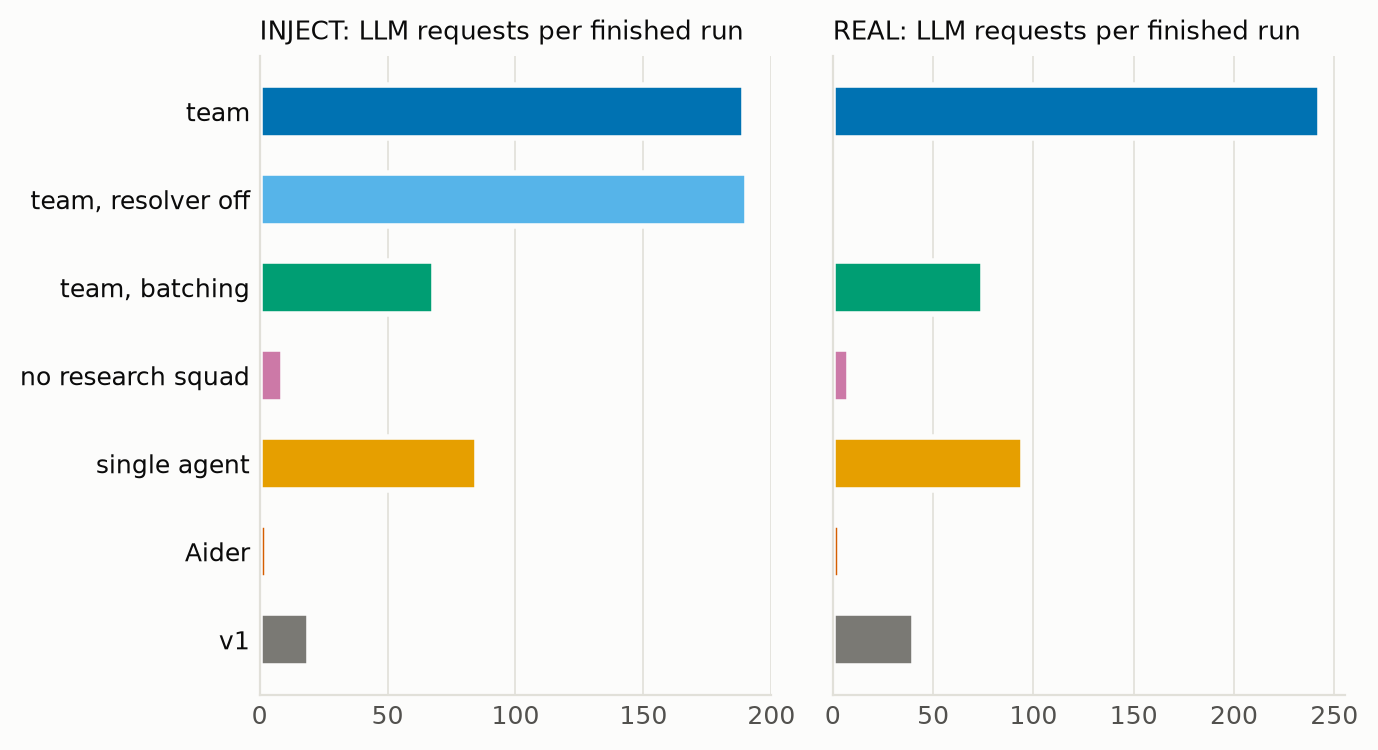 INJECT: LLM requests per finished run
REAL: LLM requests per finished run
team
team, resolver off
team, batching
no research squad
single agent
Aider
v1
0 50 100 150 200
0 50 100 150 200 250